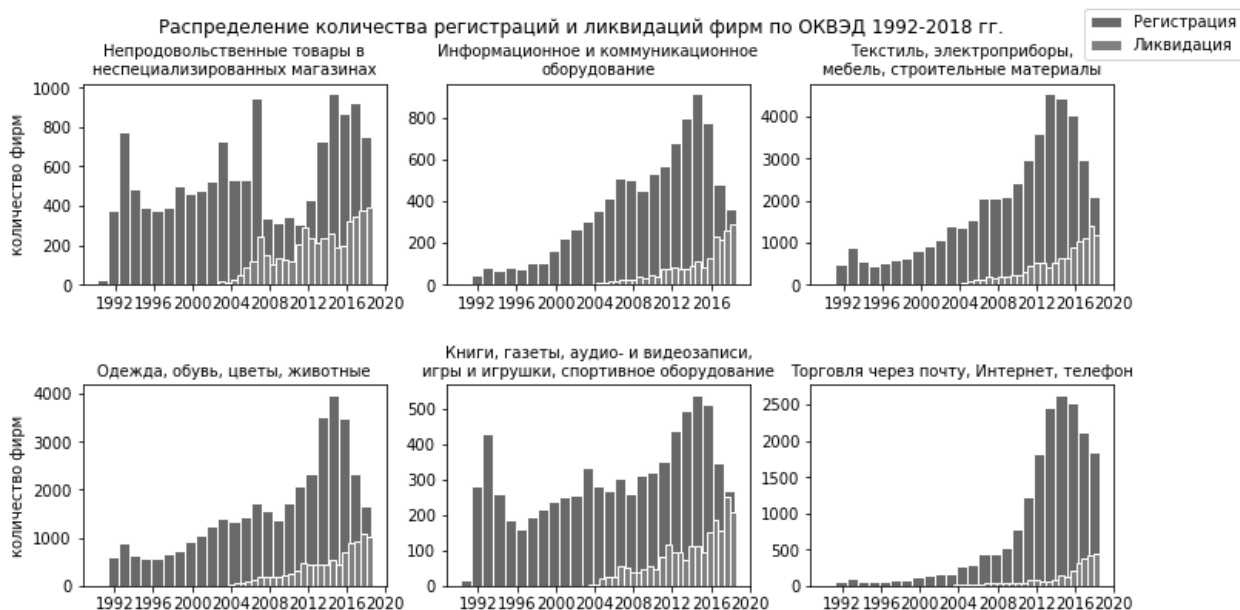 Распределение количества регистраций и ликвидаций фирм по ОКВЭД 1992-2018 гг.
Регистрация
Ликвидация
Непродовольственные товары в
неспециализированных магазинах
Информационное и коммуникационное
оборудование
Текстиль, электроприборы,
мебель, строительные материалы
количество фирм
1000
800
600
400
200
0
1992 1996 2000 2004 2008 2012 2016 2020
800
600
400
200
0
1992 1996 2000 2004 2008 2012 2016
4000
3000
2000
1000
0
1992 1996 2000 2004 2008 2012 2016 2020
Одежда, обувь, цветы, животные
Книги, газеты, аудио- и видеозаписи,
игры и игрушки, спортивное оборудование
Торговля через почту, Интернет, телефон
количество фирм
4000
3000
2000
1000
0
1992 1996 2000 2004 2008 2012 2016 2020
500
400
300
200
100
0
1992 1996 2000 2004 2008 2012 2016 2020
2500
2000
1500
1000
500
0
1992 1996 2000 2004 2008 2012 2016 2020